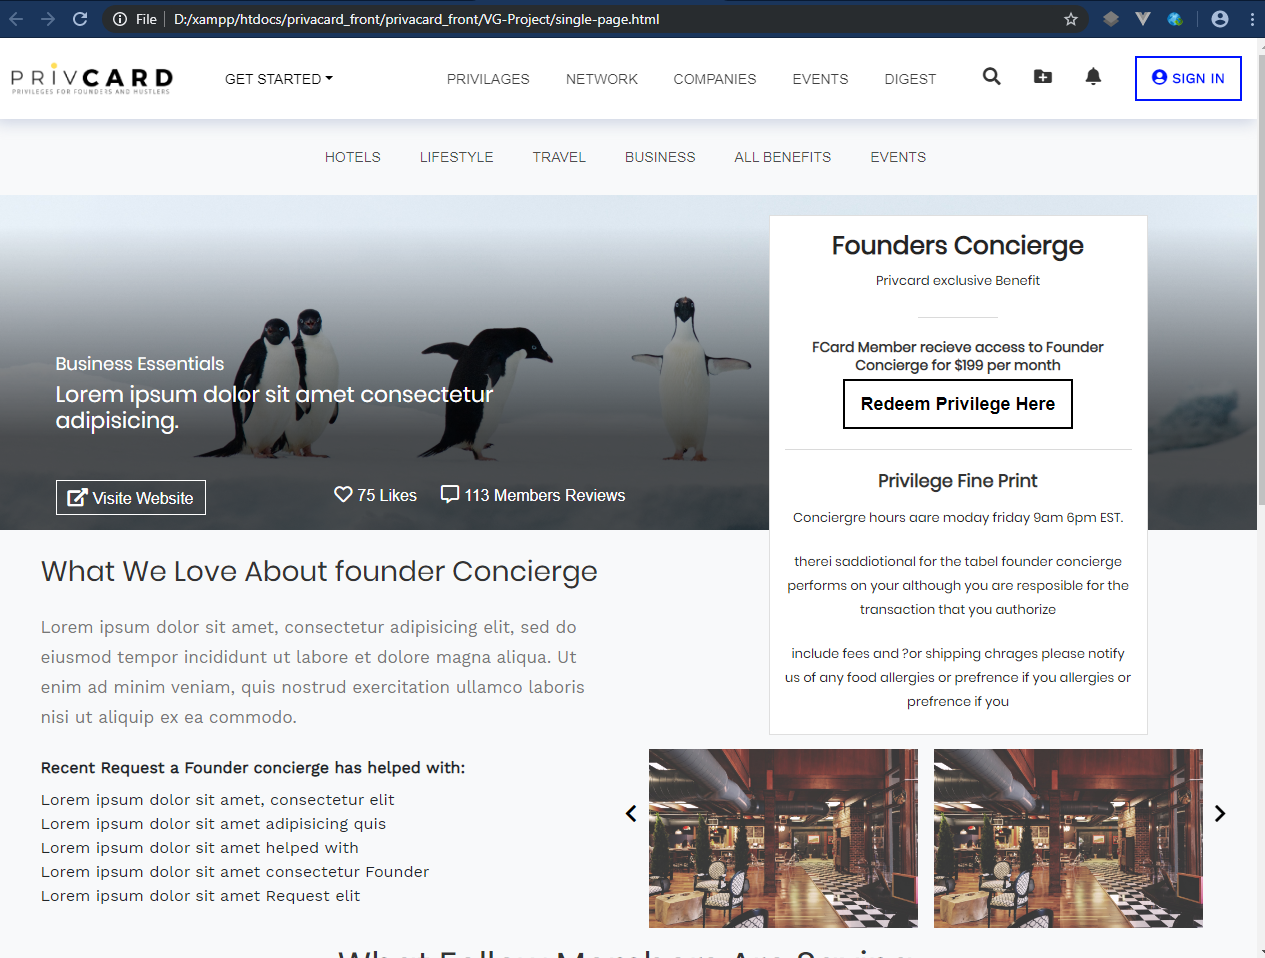 File
D:/xampp/htdocs/privacard_front/privacard_front/VG-Project/single-page.html
PRIVCARD
PRIVILEGES FOR FOUNDERS AND HUSTLERS
GET STARTED
PRIVILAGES
NETWORK
COMPANIES
EVENTS
DIGEST
SIGN IN
HOTELS
LIFESTYLE
TRAVEL
BUSINESS
ALL BENEFITS
EVENTS
Business Essentials
Lorem ipsum dolor sit amet consectetur
adipisicing.
Visite Website
75 Likes
113 Members Reviews
Founders Concierge
Privcard exclusive Benefit
FCard Member recieve access to Founder
Concierge for $199 per month
Redeem Privilege Here
Privilege Fine Print
Conciergre hours aare moday friday 9am 6pm EST.
therei saddiotional for the tabel founder concierge
performs on your although you are resposible for the
transaction that you authorize
include fees and ?or shipping chrages please notify
us of any food allergies or prefrence if you allergies or
prefrence if you
What We Love About founder Concierge
Lorem ipsum dolor sit amet, consectetur adipisicing elit, sed do
eiusmod tempor incididunt ut labore et dolore magna aliqua. Ut
enim ad minim veniam, quis nostrud exercitation ullamco laboris
nisi ut aliquip ex ea commodo.
Recent Request a Founder concierge has helped with:
Lorem ipsum dolor sit amet, consectetur elit
Lorem ipsum dolor sit amet adipisicing quis
Lorem ipsum dolor sit amet helped with
Lorem ipsum dolor sit amet consectetur Founder
Lorem ipsum dolor sit amet Request elit
What Fellow Members Are Saying